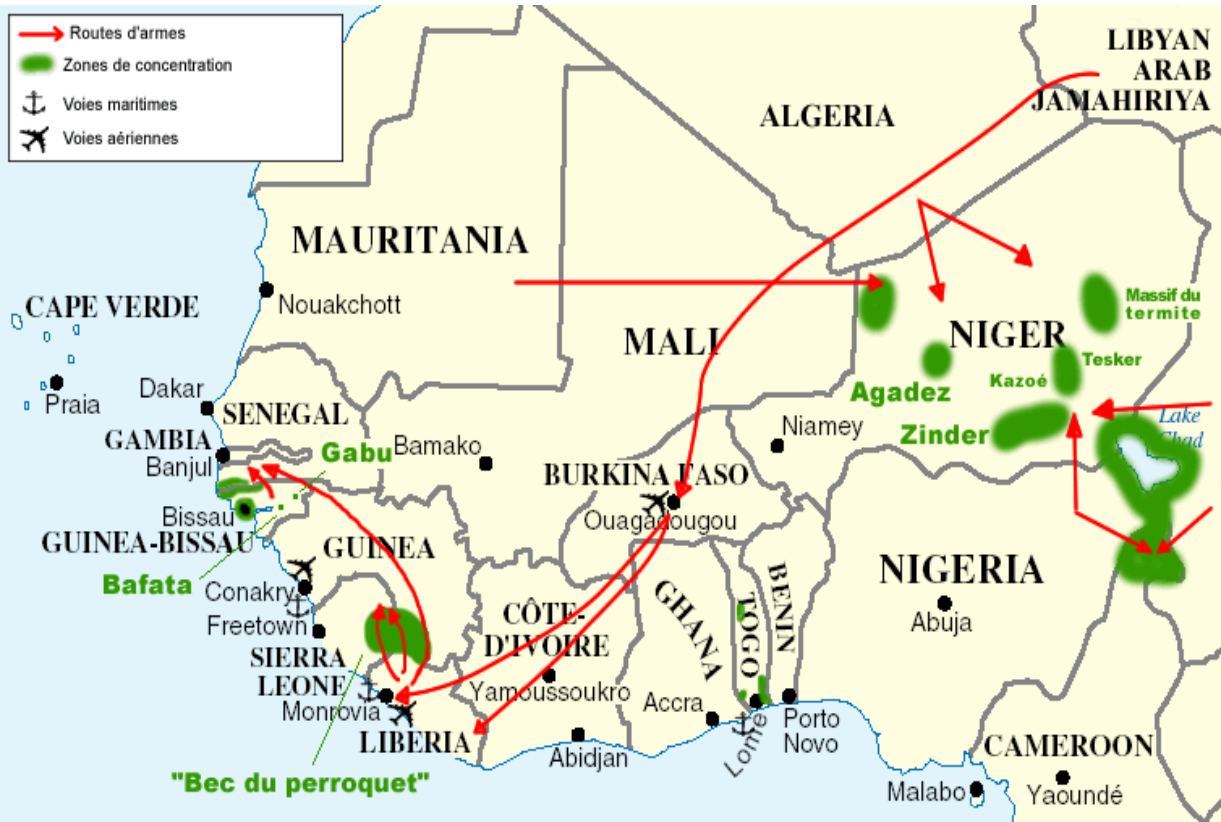 Routes d'armes
Zones de concentration
Voies maritimes
Voies aériennes
LIBYAN
ARAB
JAMAHIRIYA
ALGERIA
MAURITANIA
Nouakchott
CAPE VERDE
Praia
MALI
NIGER
Massif du
termite
Tesker
Kazoé
Agadez
Zinder
Lake
Chad
Dakar
SENEGAL
GAMBIA
Banjul
Gabu
Bamako
Niamey
BURKINA FASO
Ouagadougou
Bissau
GUINEA-BISSAU
Bafata
GUINEA
Conakry
Freetown
SIERRA
LEONE
Monrovia
LIBERIA
"Bec du perroquet"
CÔTE-
D'IVOIRE
Yamoussoukro
Abidjan
GHANA
Accra
TOGO
Lome
BENIN
Porto
Novo
NIGERIA
Abuja
CAMEROON
Malabo
Yaoundé